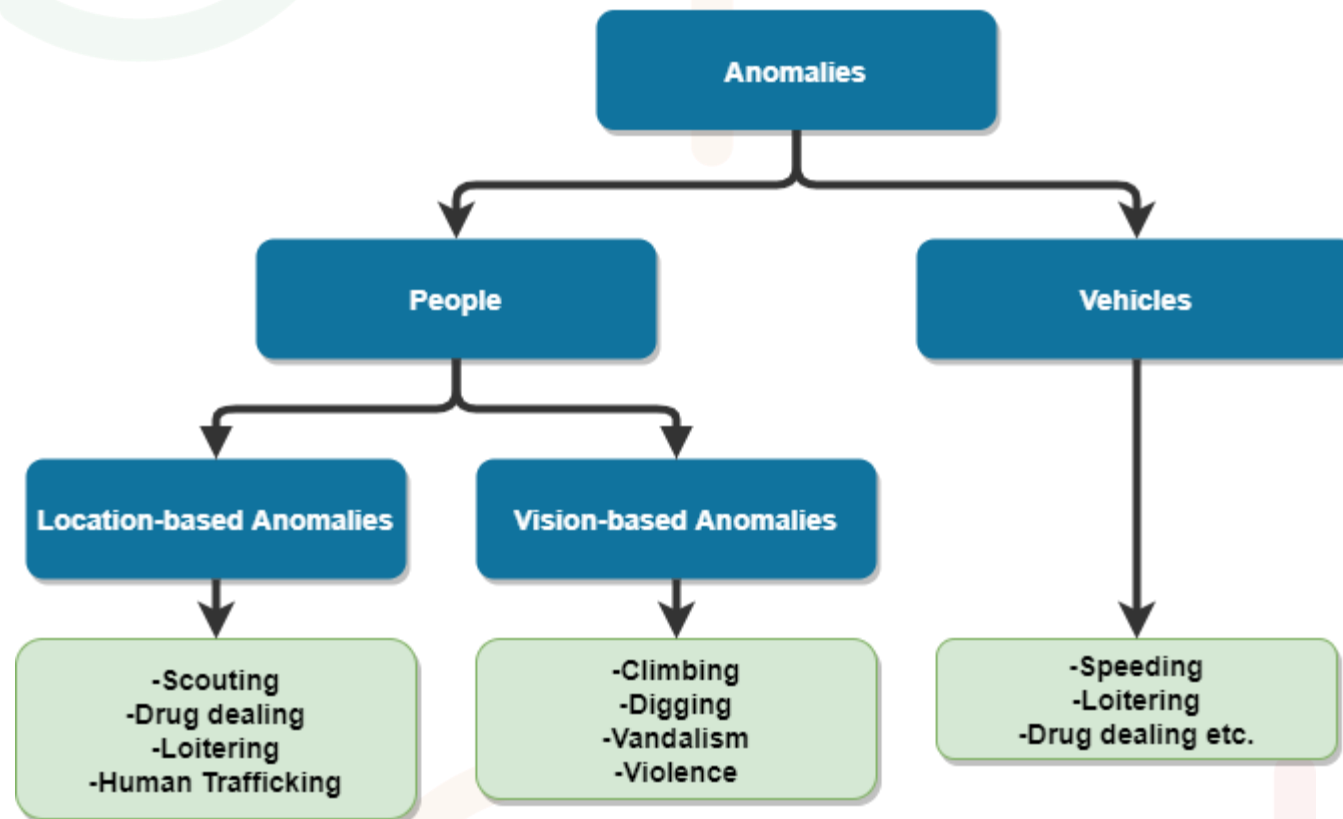 Anomalies
People
Vehicles
Location-based Anomalies
Vision-based Anomalies
-Scouting
-Drug dealing
-Loitering
-Human Trafficking
-Climbing
-Digging
-Vandalism
-Violence
-Speeding
-Loitering
-Drug dealing etc.